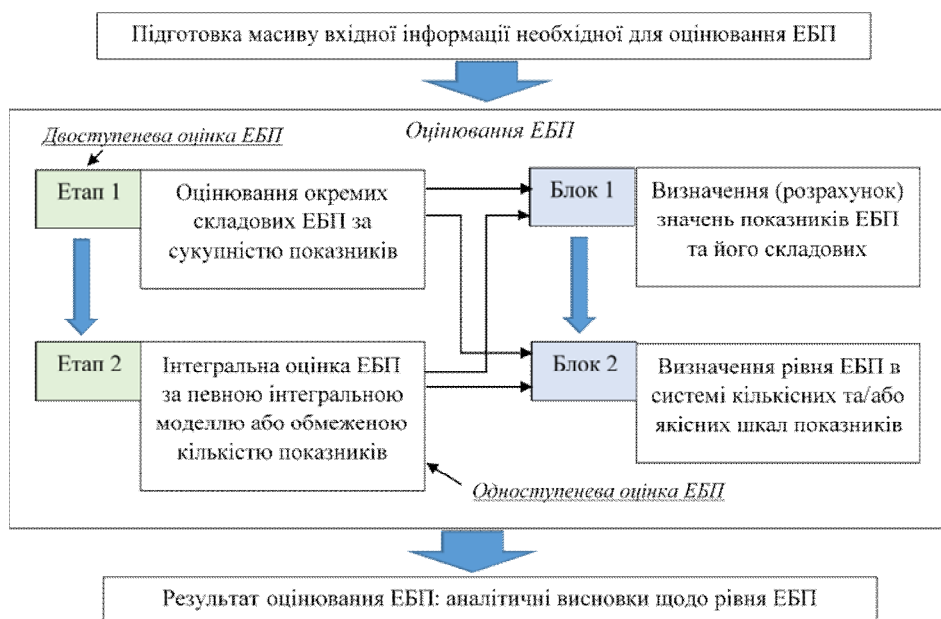 Підготовка масиву вхідної інформації необхідної для оцінювання ЕБП
Оцінювання ЕБП
Двоступенева оцінка ЕБП
Етап 1
Оцінювання окремих
складових ЕБП за
сукупністю показників
Блок 1
Визначення (розрахунок)
значень показників ЕБП
та його складових
Етап 2
Інтегральна оцінка ЕБП
за певною інтегральною
моделлю або обмеженою
кількістю показників
Блок 2
Визначення рівня ЕБП в
системі кількісних та/або
якісних шкал показників
Одноступенева оцінка ЕБП
Результат оцінювання ЕБП: аналітичні висновки щодо рівня ЕБП